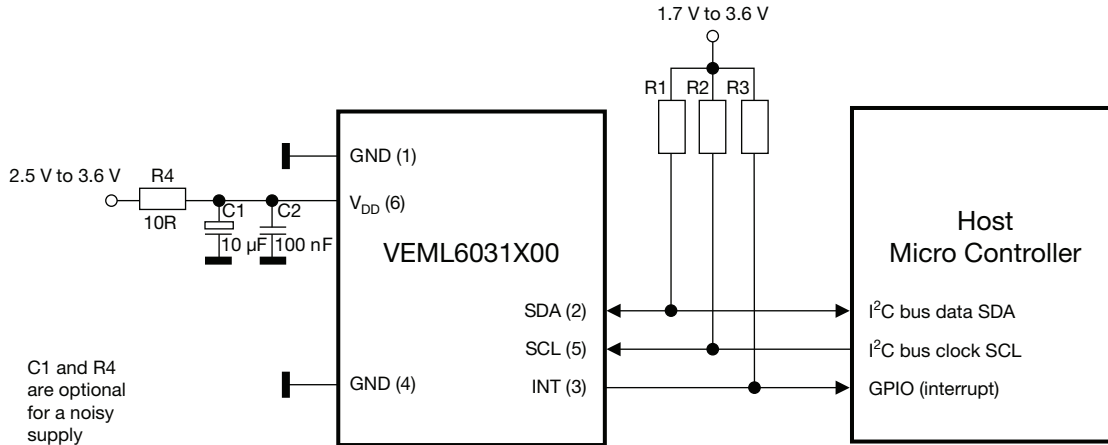 1.7 V to 3.6 V
R1 R2 R3
GND (1)
2.5 V to 3.6 V
R4
10R
C1
10 µF
C2
100 nF
V_DD (6)
VEML6031X00
Host
Micro Controller
SDA (2)
I²C bus data SDA
SCL (5)
I²C bus clock SCL
GND (4)
INT (3)
GPIO (interrupt)
C1 and R4
are optional
for a noisy
supply